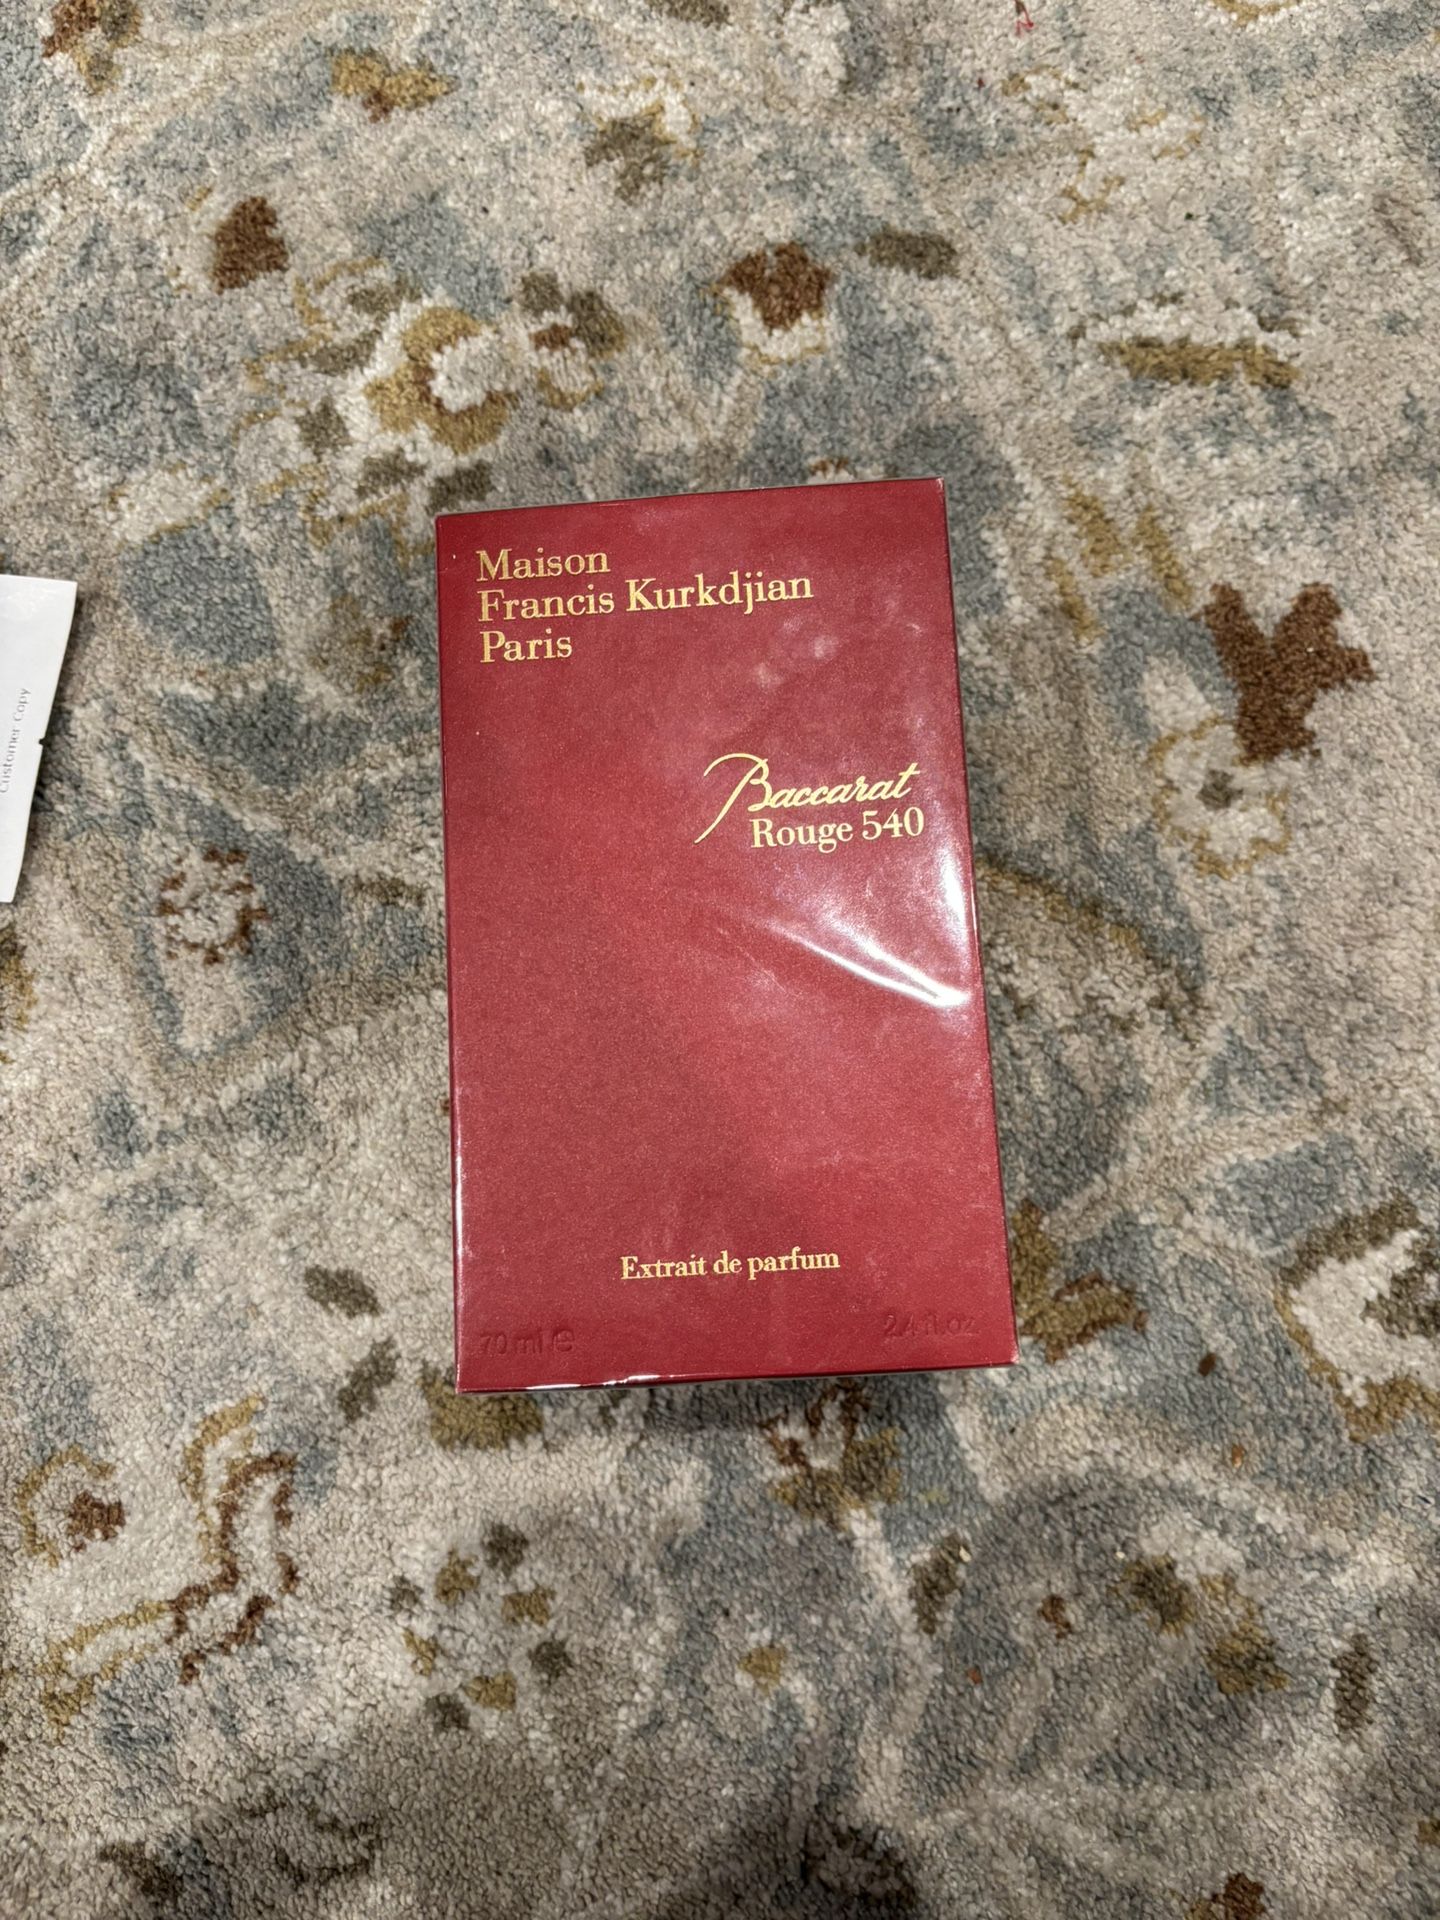 Maison
Francis Kurkdjian
Paris
Baccarat
Rouge 540
Extrait de parfum
70 ml ℮
2.4 fl.oz
Customer Copy